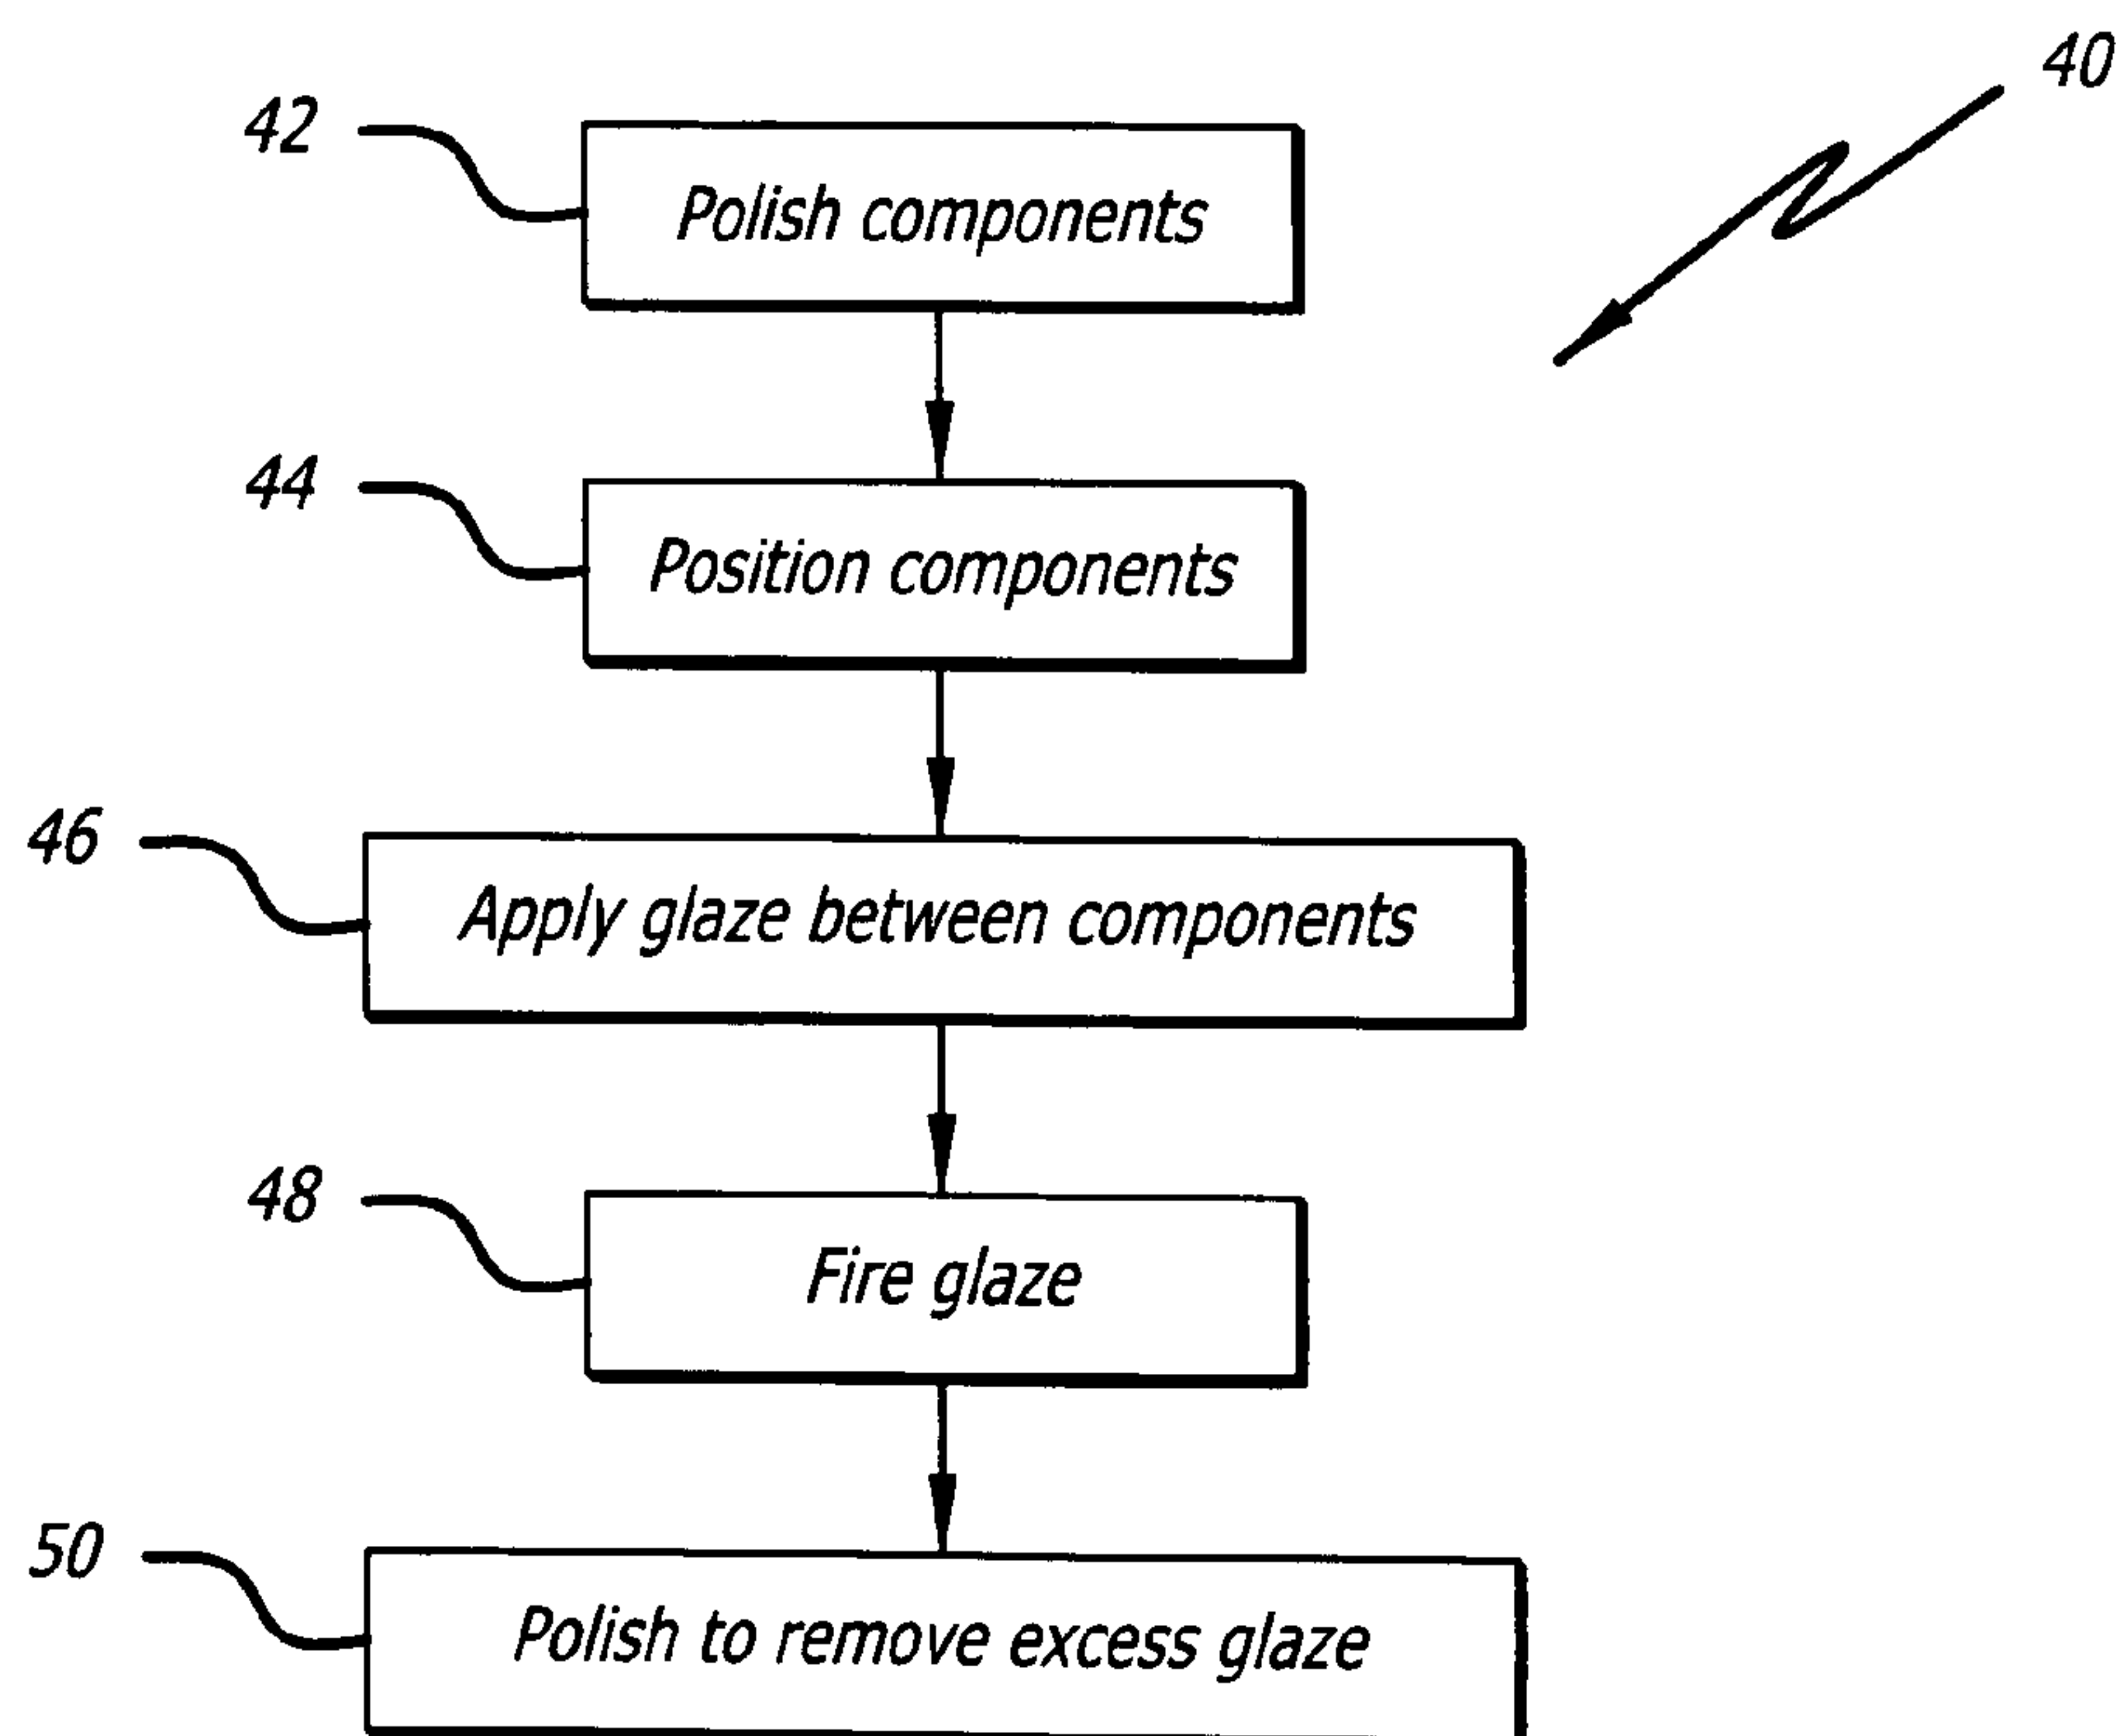 40
42
Polish components
44
Position components
46
Apply glaze between components
48
Fire glaze
50
Polish to remove excess glaze